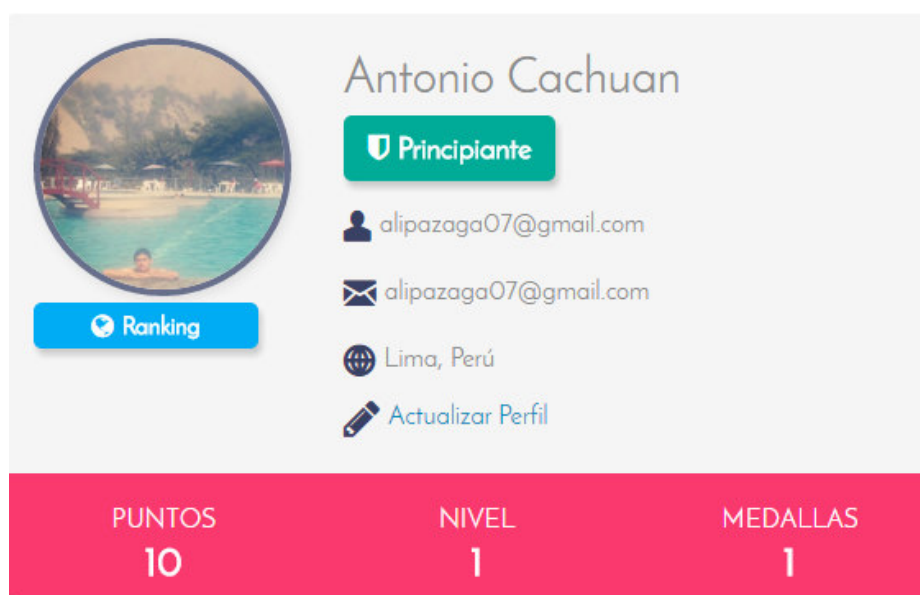 Antonio Cachuan
Principiante
alipazaga07@gmail.com
alipazaga07@gmail.com
Ranking
Lima, Perú
Actualizar Perfil
PUNTOS NIVEL MEDALLAS
10 1 1